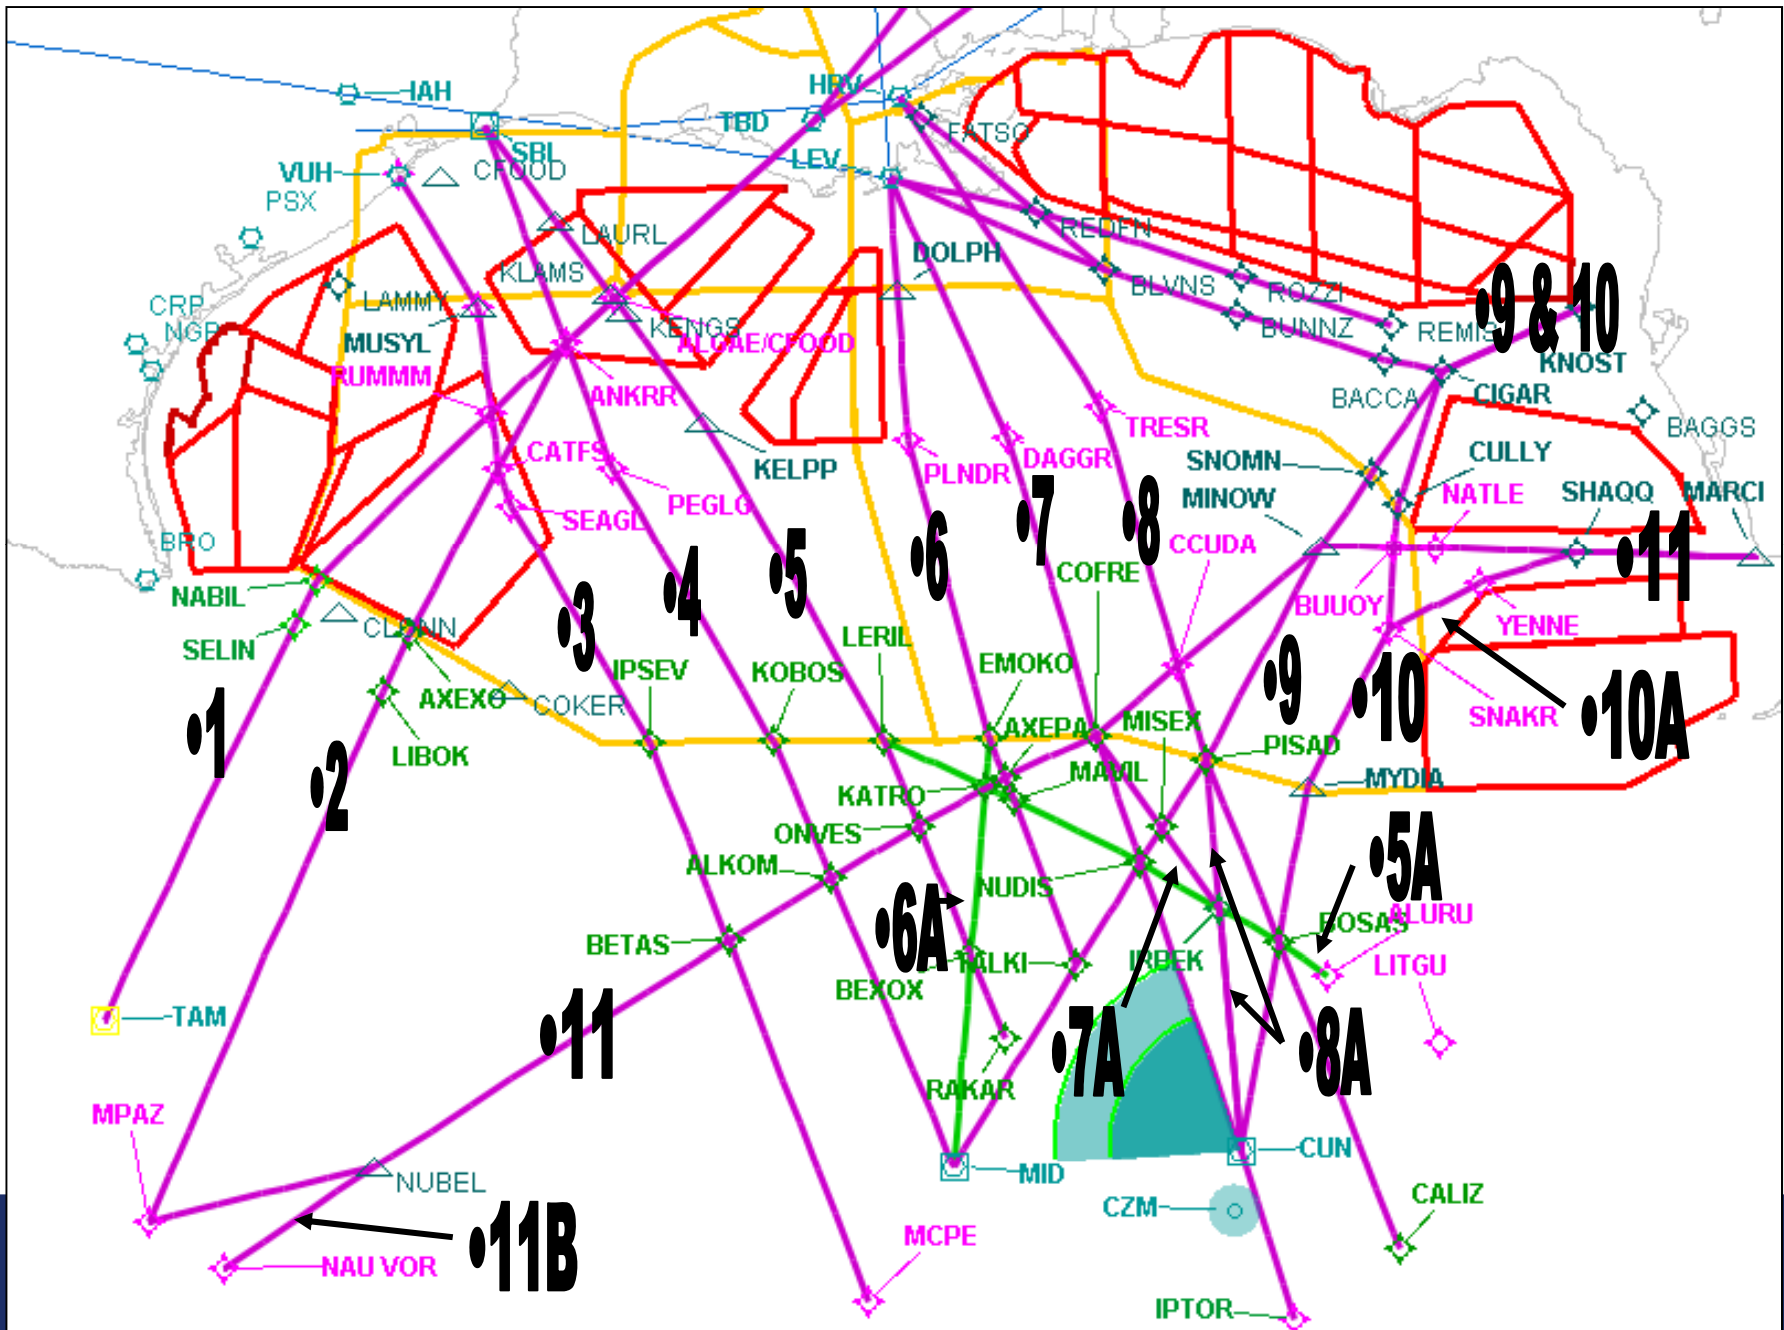 HRV
IAH
TBD
FATSO
SBI
LEV
CFOOD
VUH
PSX
REDFN
LAURL
DOLPH
KLAMS
BLVNS
ROZZI
•9 & 10
CRP
LAMMY
NGP
KENGS
BUNNZ
REMIS
MUSYL
ALGAE/CFOOD
KNOST
RUMMM
ANKRR
BACCA
CIGAR
TRESR
BAGGS
CATFS
KELPP
PLNDR
DAGGR
SNOMN
CULLY
MINOW
NATLE
SHAQQ
MARCI
PEGLG
SEAGL
•7
•8
BRO
CCUDA
•6
•11
•5
COFRE
NABIL
•4
BUUOY
CLPNN
•3
YENNE
SELIN
LERIL
EMOKO
IPSEV
KOBOS
•9
•10
AXEXO
COKER
SNAKR
•10A
•1
AXEPA
MISEX
LIBOK
PISAD
MAMIL
MYDIA
•2
KATRO
ONVES
ALKOM
•5A
NUDIS
ALURU
BOSAS
•6A
BETAS
IRBEK
LITGU
BEXOX
TAM
•11
•7A
•8A
RAKAR
MPAZ
CUN
MID
NUBEL
CALIZ
CZM
MCPE
•11B
NAU VOR
IPTOR